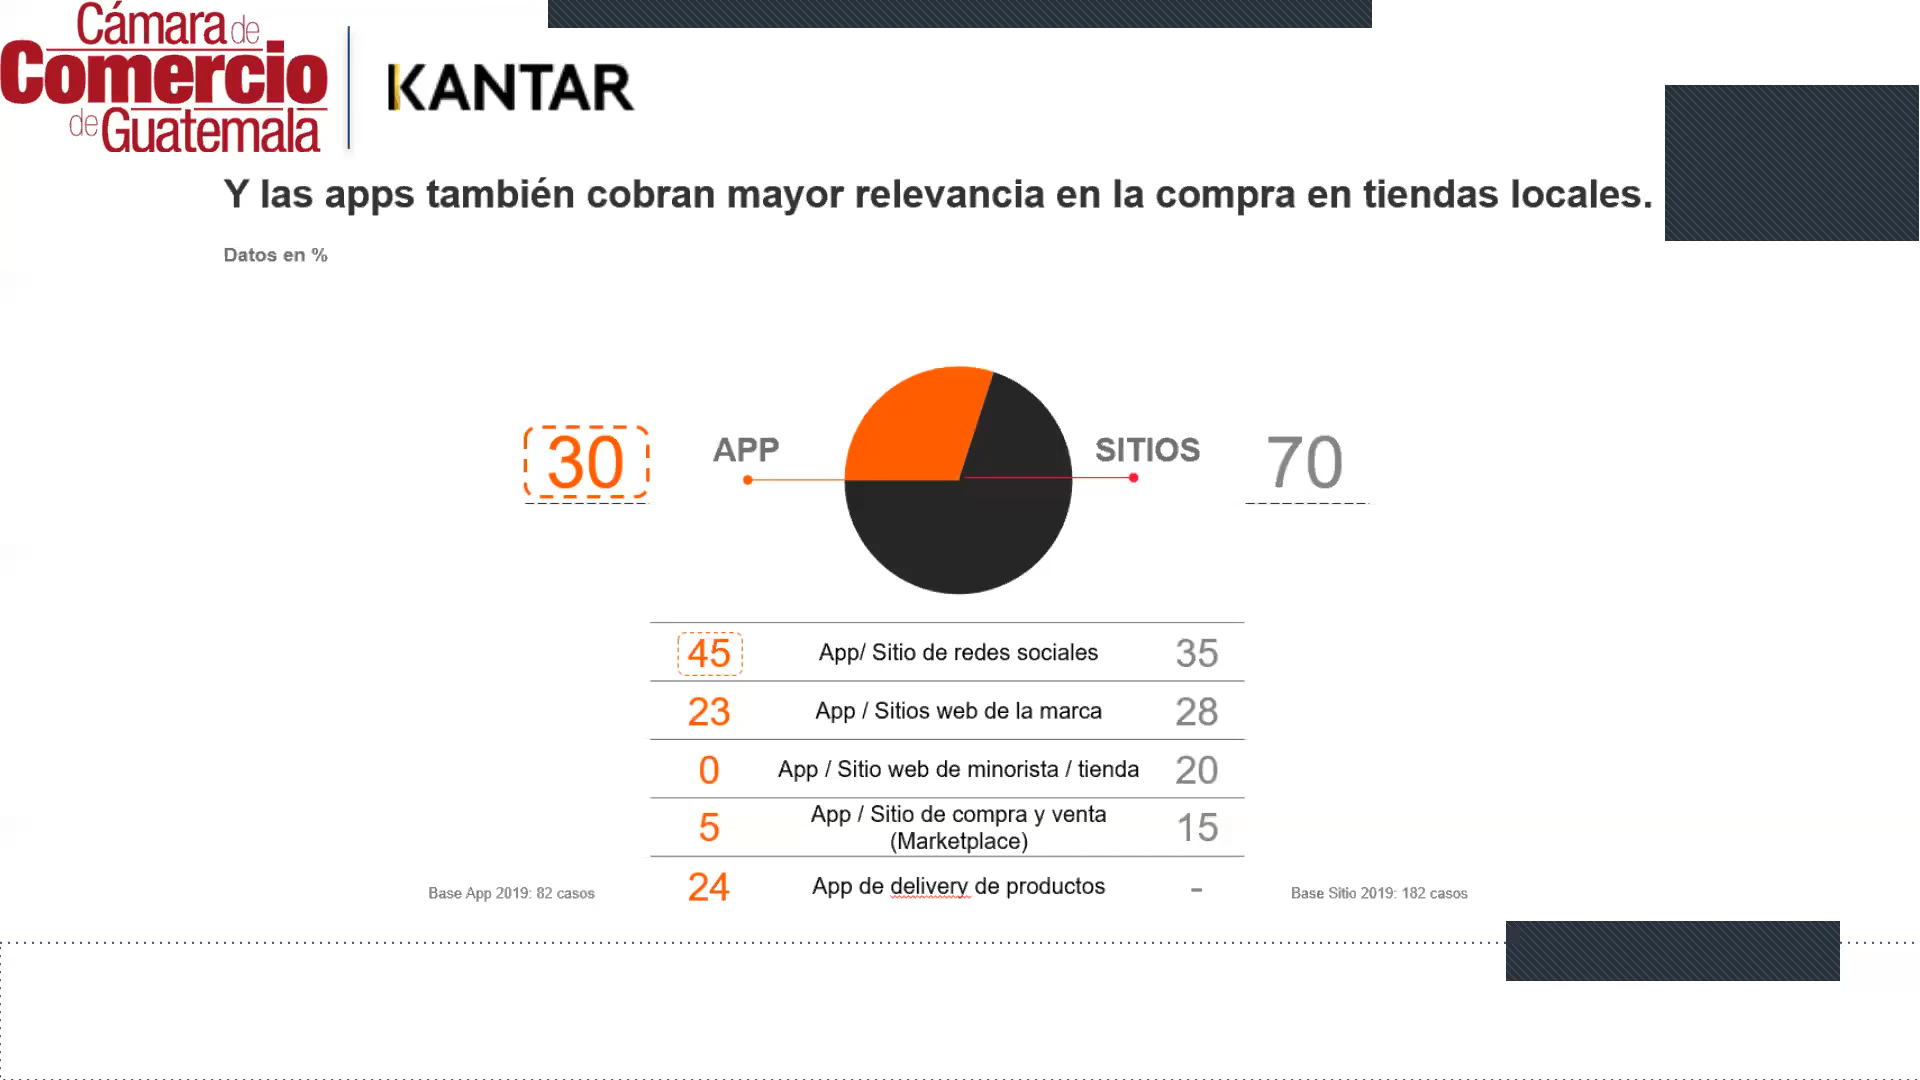 Cámara de
Comercio
de Guatemala
KANTAR
Y las apps también cobran mayor relevancia en la compra en tiendas locales.
Datos en %
30 APP SITIOS 70
45 App/ Sitio de redes sociales 35
23 App / Sitios web de la marca 28
0 App / Sitio web de minorista / tienda 20
5 App / Sitio de compra y venta
(Marketplace) 15
24 App de delivery de productos -
Base App 2019: 82 casos
Base Sitio 2019: 182 casos